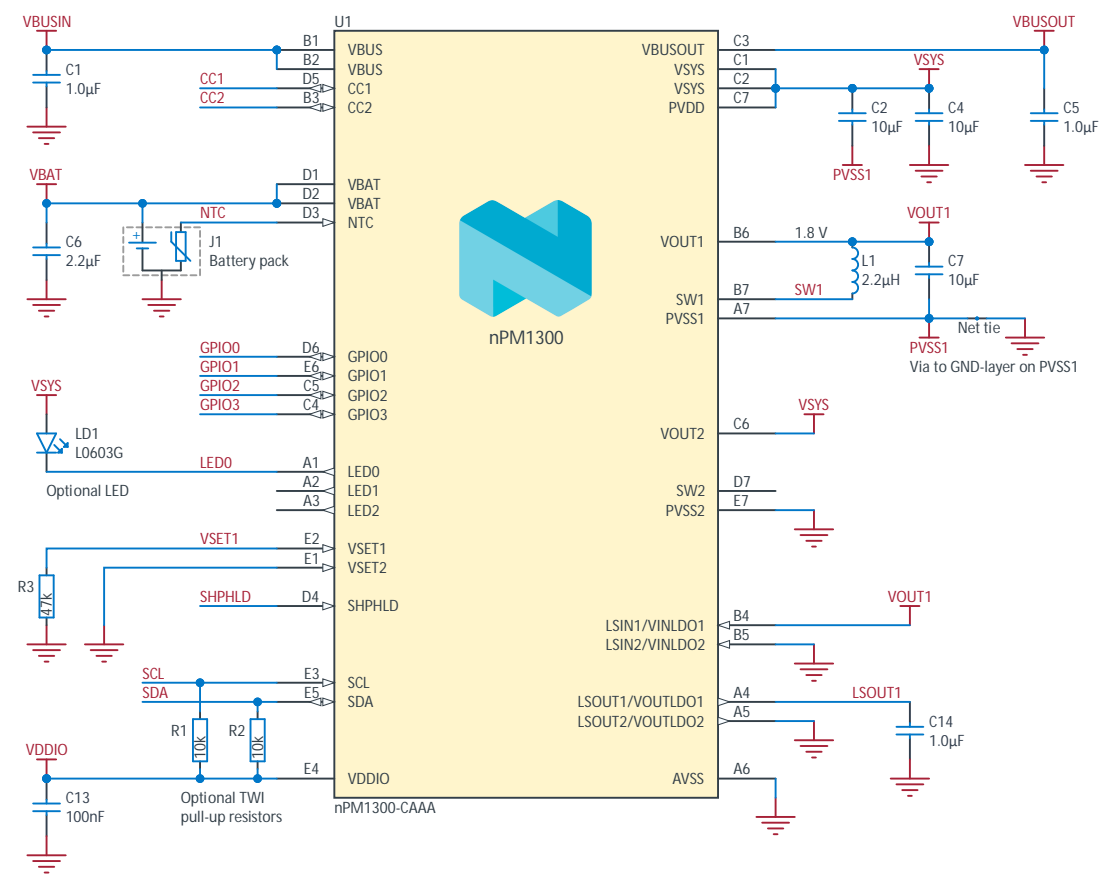 VBUSIN
U1
VBUSOUT
B1 VBUS
B2 VBUS
CC1 D5 CC1
CC2 B3 CC2
C1
1.0µF
VBUSOUT C3
VSYS C1
VSYS C2
PVDD C7
VSYS
C2
10µF
C4
10µF
C5
1.0µF
PVSS1
VBAT
D1 VBAT
D2 VBAT
NTC D3 NTC
C6
2.2µF
+
J1
Battery pack
nPM1300
VOUT1
VOUT1 B6 1.8 V
L1
2.2µH
C7
10µF
SW1 B7 SW1
PVSS1 A7
Net tie
PVSS1
Via to GND-layer on PVSS1
GPIO0 D6 GPIO0
GPIO1 E6 GPIO1
GPIO2 C5 GPIO2
GPIO3 C4 GPIO3
VSYS
LD1
L0603G
LED0 A1 LED0
A2 LED1
A3 LED2
Optional LED
VSYS
VOUT2 C6
SW2 D7
PVSS2 E7
VSET1 E2 VSET1
E1 VSET2
R3
47k
SHPHLD D4 SHPHLD
VOUT1
LSIN1/VINLDO1 B4
LSIN2/VINLDO2 B5
SCL E3 SCL
SDA E5 SDA
R1
10k
R2
10k
LSOUT1/VOUTLDO1 A4 LSOUT1
LSOUT2/VOUTLDO2 A5
C14
1.0µF
VDDIO
E4 VDDIO
AVSS A6
C13
100nF
Optional TWI
pull-up resistors
nPM1300-CAAA